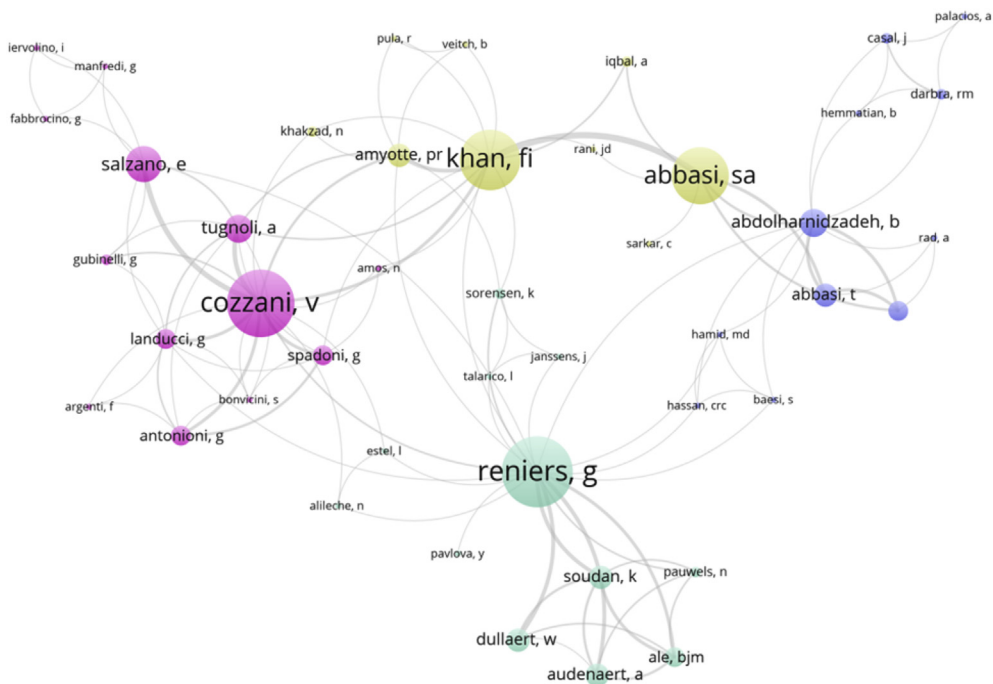 palacios, a
casal, j
iervolino, i
pula, r
veitch, b
manfredi, g
iqbal, a
darbra, rm
hemmatian, b
fabbrocino, g
khakzad, n
rani, jd
amyotte, pr
khan, fi
salzano, e
abbasi, sa
abdolharnidzadeh, b
tugnoli, a
rad, a
sarkar, c
gubinelli, g
amos, n
sorensen, k
abbasi, t
cozzani, v
hamid, md
landucci, g
spadoni, g
janssens, j
talarico, l
bonvicini, s
baesi, s
argenti, f
hassan, crc
antonioni, g
estel, l
reniers, g
alileche, n
pavlova, y
soudan, k
pauwels, n
dullaert, w
ale, bjm
audenaert, a